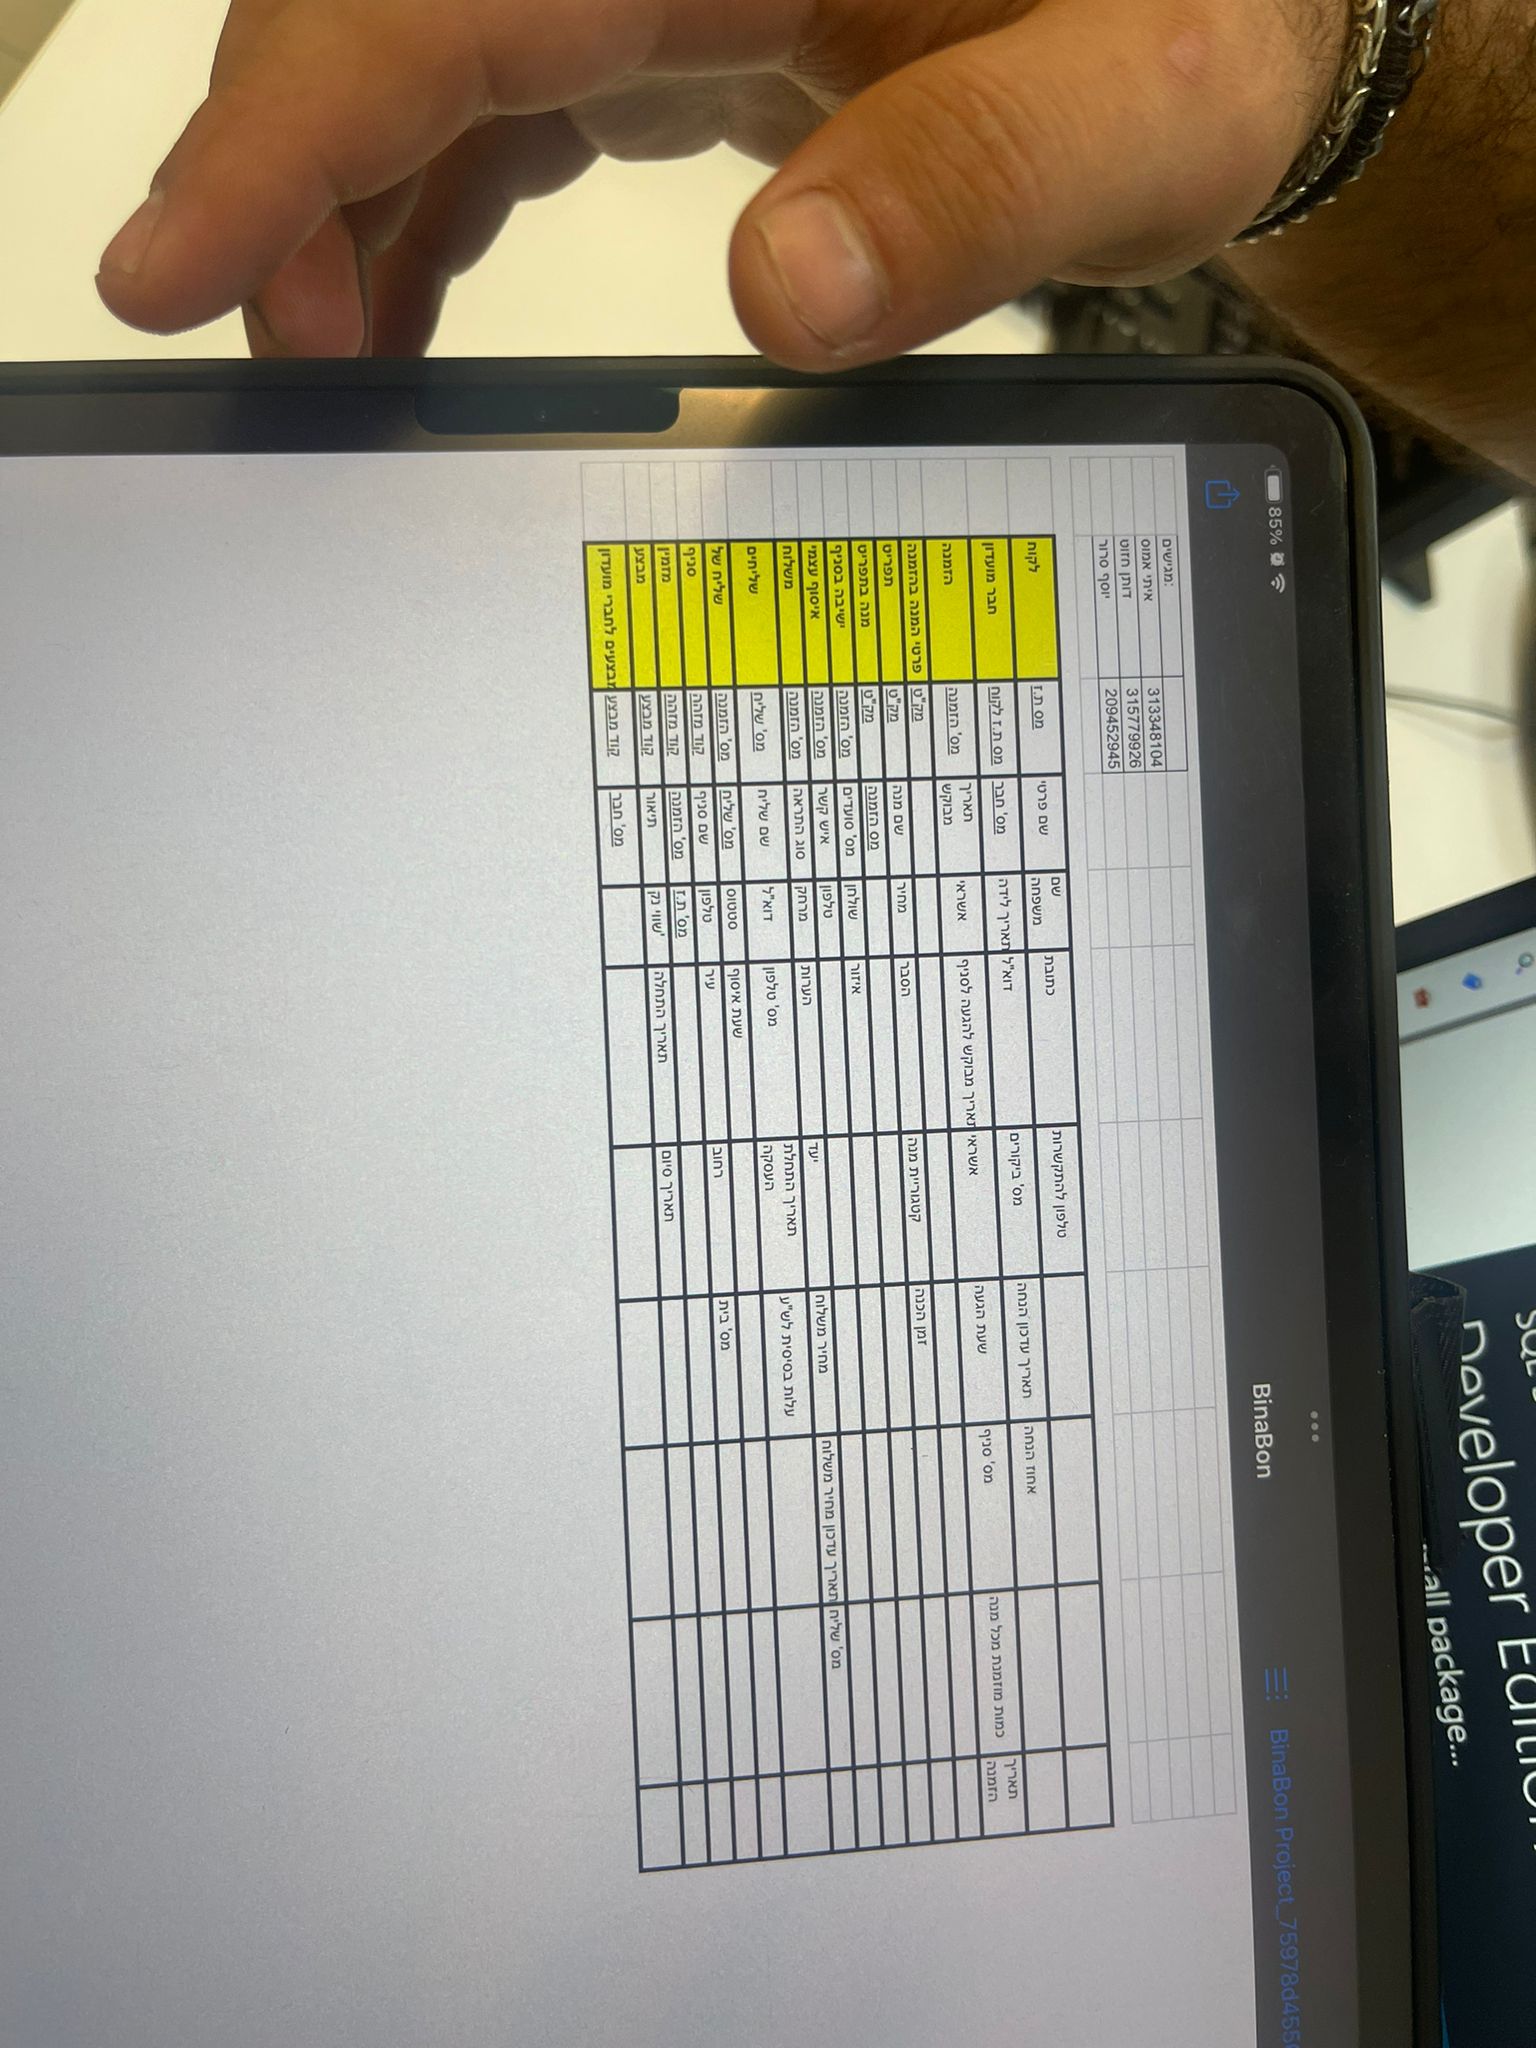 Developer Edition
all package...
85%
BinaBon
BinaBon Project_75978d455
מגישים:
איתי אמוס 313348104
דותן חזוט 315779926
יוסף סרור 209452945
לקוח מס ת.ז שם פרטי שם משפחה כתובת טלפון להתקשרות
חבר מועדון מס ת.ז לקוח מס' חבר תאריך לידה דוא"ל מס' ביקורים תאריך עדכון הנחה אחוז הנחה
הזמנה מס' הזמנה תאריך מבוקש אשראי תאריך מבוקש להגעה לסניף אשראי שעת הגעה מס' סניף כמות מוזמנת מכל מנה תאריך הזמנה
פרטי המנה בהזמנה מק"ט
תפריט מק"ט שם מנה מחיר הסבר קטגוריית מנה זמן הכנה
מנה בתפריט מק"ט מס הזמנה
ישיבה בסניף מס' הזמנה מס' סועדים שולחן איזור
איסוף עצמי מס' הזמנה איש קשר טלפון
משלוח מס' הזמנה סוג התראה מרחק הערות יעד מחיר משלוח תאריך עדכון מחיר משלוח מס' שליח
שליחים מס' שליח שם שליח דוא"ל מס' טלפון תאריך התחלת העסקה עלות בסיסית לש"ע
שליח של מס' הזמנה מס' שליח סטטוס שעת איסוף
סניף קוד מזהה שם סניף טלפון עיר רחוב מס' בית
מזמין קוד מזהה מס' הזמנה מס' ת.ז
מבצע קוד מבצע תיאור שווי נק' תאריך התחלה תאריך סיום
מבצעים לחברי מועדון קוד מבצע מס' חבר